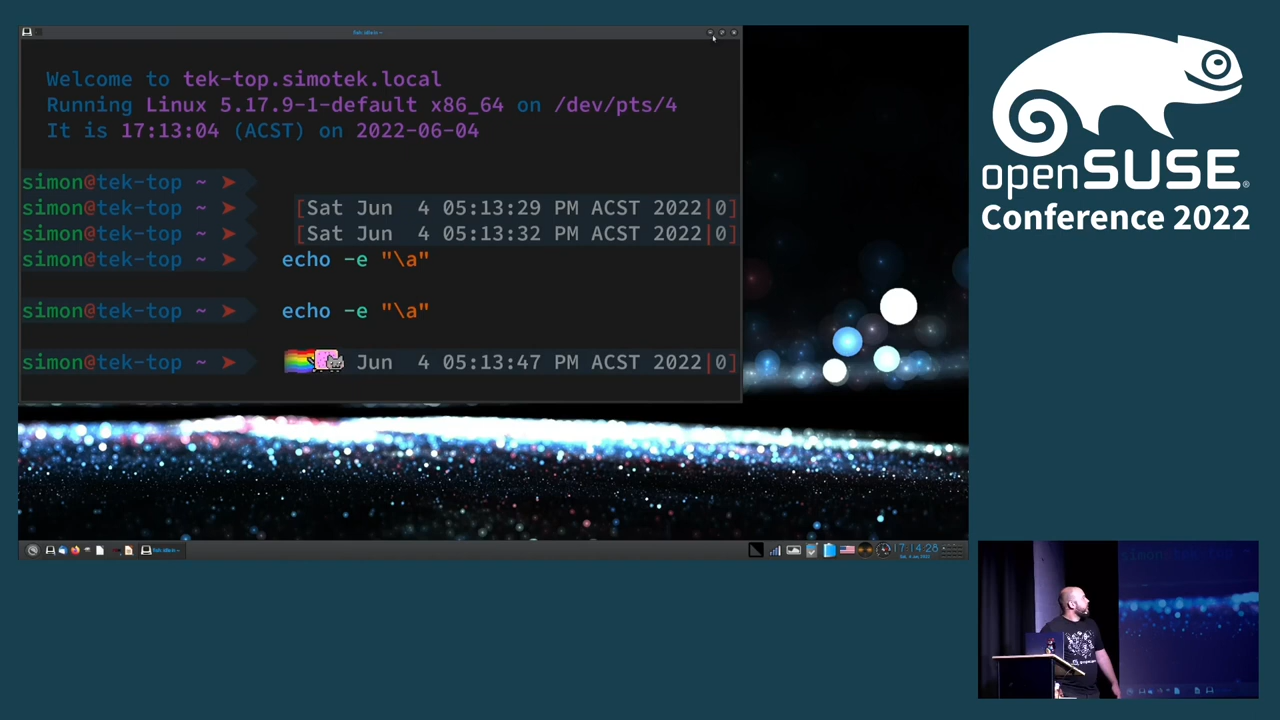 Welcome to tek-top.simotek.local
Running Linux 5.17.9-1-default x86_64 on /dev/pts/4
It is 17:13:04 (ACST) on 2022-06-04
simon@tek-top ~ ➤
simon@tek-top ~ ➤ [Sat Jun  4 05:13:29 PM ACST 2022|0]
simon@tek-top ~ ➤ [Sat Jun  4 05:13:32 PM ACST 2022|0]
simon@tek-top ~ ➤ echo -e "\a"
simon@tek-top ~ ➤ echo -e "\a"
simon@tek-top ~ ➤ Jun  4 05:13:47 PM ACST 2022|0]
17:14:28
openSUSE®
Conference 2022